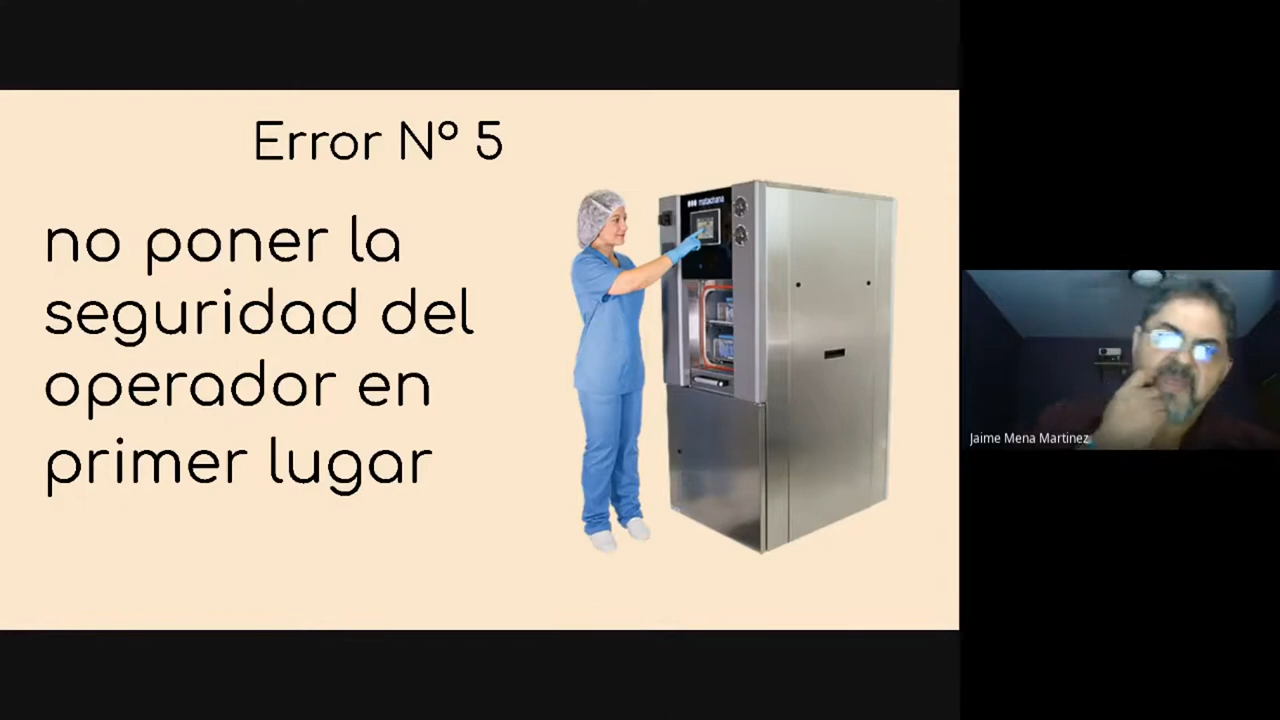 Error Nº 5
no poner la
seguridad del
operador en
primer lugar
matachana
Jaime Mena Martinez